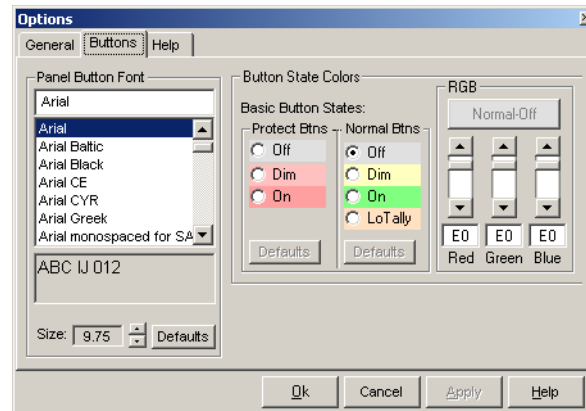 Options
General Buttons Help
Panel Button Font
Arial
Arial
Arial Baltic
Arial Black
Arial CE
Arial CYR
Arial Greek
Arial monospaced for SA
ABC IJ 012
Size: 9.75 Defaults
Button State Colors
Basic Button States:
Protect Btns
Off
Dim
On
Defaults
Normal Btns
Off
Dim
On
LoTally
Defaults
RGB
Normal-Off
E0 E0 E0
Red Green Blue
Ok Cancel Apply Help